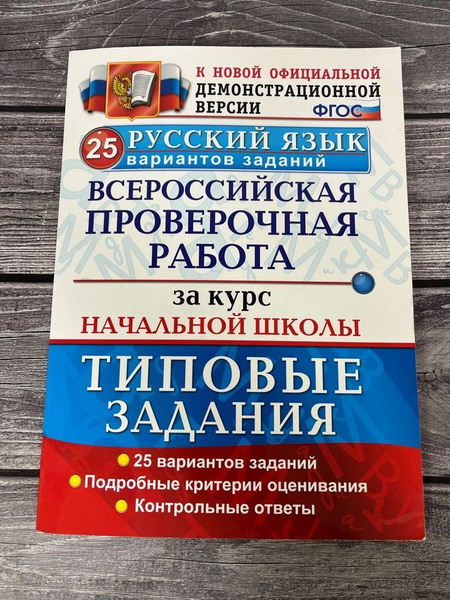 К НОВОЙ ОФИЦИАЛЬНОЙ
ДЕМОНСТРАЦИОННОЙ
ВЕРСИИ
ФГОС
25 РУССКИЙ ЯЗЫК
вариантов заданий
ВСЕРОССИЙСКАЯ
ПРОВЕРОЧНАЯ
РАБОТА
за курс
НАЧАЛЬНОЙ ШКОЛЫ
ТИПОВЫЕ
ЗАДАНИЯ
25 вариантов заданий
Подробные критерии оценивания
Контрольные ответы